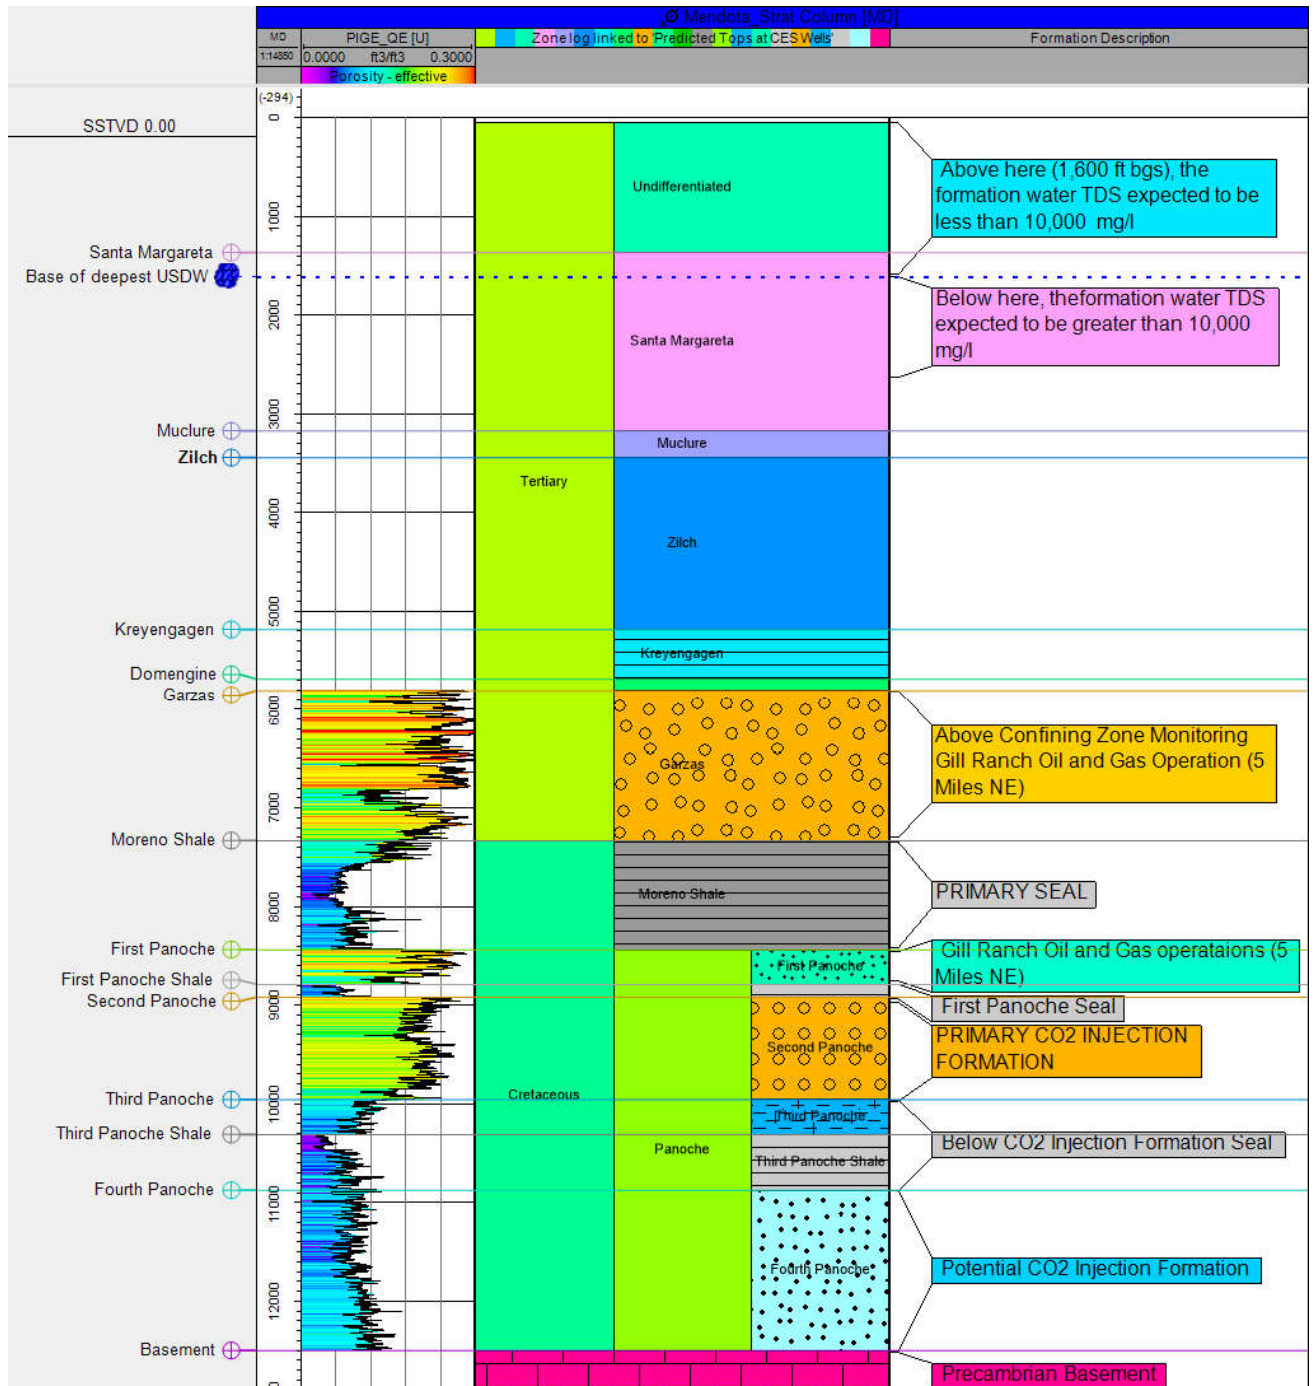 Mendota_Strat Column [MD]
MD
PIGE_QE [U]
Zonelog linked to 'Predicted Tops at CES Wells'
Formation Description
1:14850
0.0000 ft3/ft3 0.3000
Porosity - effective
(-294)
0
SSTVD 0.00
Undifferentiated
Above here (1,600 ft bgs), the
formation water TDS expected to be
less than 10,000 mg/l
1000
Santa Margareta
Base of deepest USDW
2000
Santa Margareta
Below here, theformation water TDS
expected to be greater than 10,000
mg/l
3000
Muclure
Muclure
Zilch
Tertiary
4000
Zilch
5000
Kreyengagen
Kreyengagen
Domengine
Garzas
6000
Garzas
Above Confining Zone Monitoring
Gill Ranch Oil and Gas Operation (5
Miles NE)
7000
Moreno Shale
Moreno Shale
PRIMARY SEAL
8000
First Panoche
First Panoche
Gill Ranch Oil and Gas operataions (5
Miles NE)
First Panoche Shale
Second Panoche
9000
First Panoche Seal
Second Panoche
PRIMARY CO2 INJECTION
FORMATION
Third Panoche
10000
Cretaceous
Third Panoche
Third Panoche Shale
Panoche
Third Panoche Shale
Below CO2 Injection Formation Seal
Fourth Panoche
11000
Fourth Panoche
Potential CO2 Injection Formation
12000
Basement
Precambrian Basement